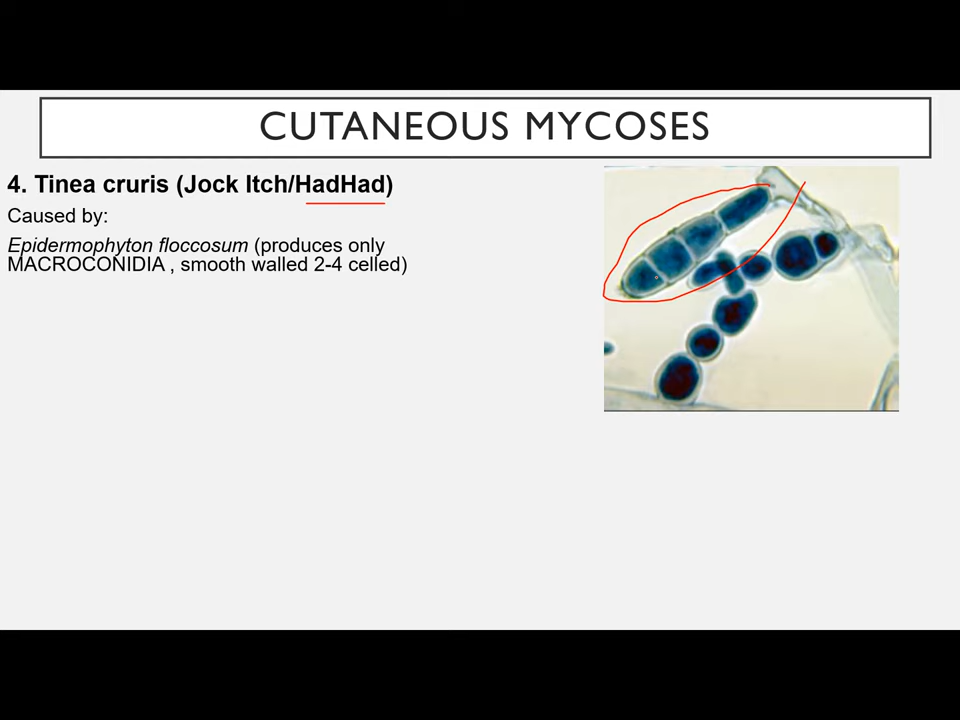 CUTANEOUS MYCOSES
4. Tinea cruris (Jock Itch/HadHad)
Caused by:
Epidermophyton floccosum (produces only
MACROCONIDIA , smooth walled 2-4 celled)